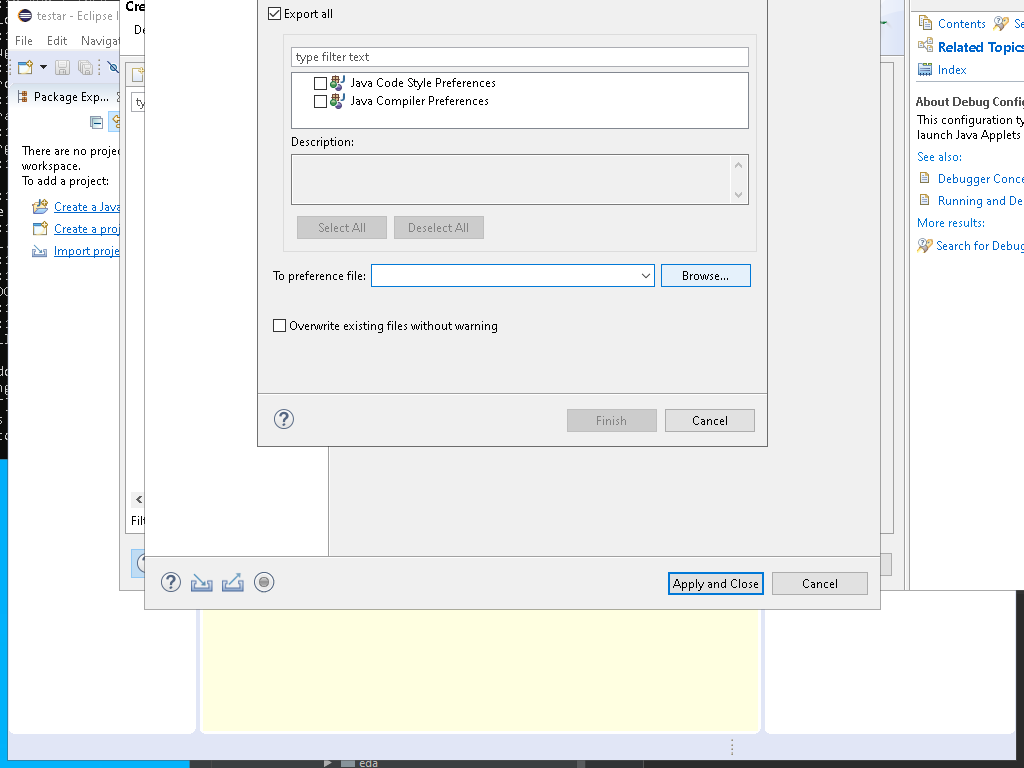 testar - Eclipse I
File Edit Navigat
Package Exp...
There are no projec
workspace.
To add a project:
Create a Java
Create a proj
Import proje
Cre
De
ty
Filt
Export all
type filter text
Java Code Style Preferences
Java Compiler Preferences
Description:
Select All Deselect All
To preference file: Browse...
Overwrite existing files without warning
Finish Cancel
Apply and Close Cancel
Contents Se
Related Topics
Index
About Debug Config
This configuration ty
launch Java Applets
See also:
Debugger Conce
Running and De
More results:
Search for Debug
eda